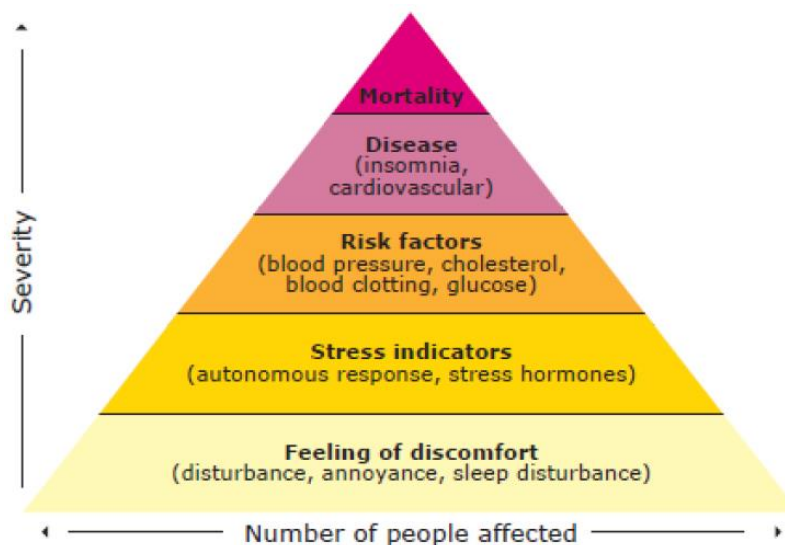 Mortality
Disease
(insomnia,
cardiovascular)
Risk factors
(blood pressure, cholesterol,
blood clotting, glucose)
Stress indicators
(autonomous response, stress hormones)
Feeling of discomfort
(disturbance, annoyance, sleep disturbance)
Severity
Number of people affected